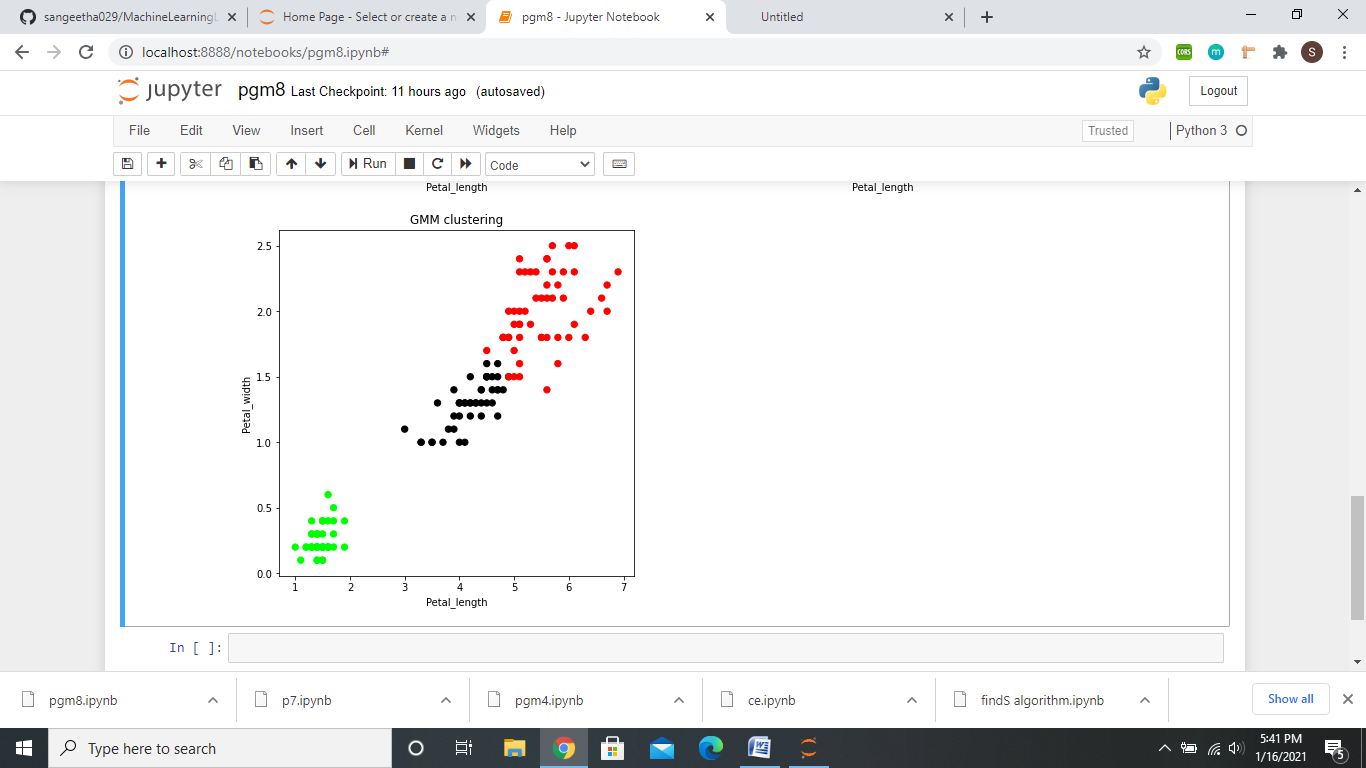 sangeetha029/MachineLearningL
Home Page - Select or create a n
pgm8 - Jupyter Notebook
Untitled
localhost:8888/notebooks/pgm8.ipynb#
CORS
m
S
jupyter pgm8 Last Checkpoint: 11 hours ago (autosaved)
Logout
File Edit View Insert Cell Kernel Widgets Help
Trusted
Python 3
Run
Code
Petal_length Petal_length
GMM clustering
2.5
2.0
1.5
1.0
0.5
0.0
Petal_width
1 2 3 4 5 6 7
Petal_length
In [ ]:
pgm8.ipynb
p7.ipynb
pgm4.ipynb
ce.ipynb
findS algorithm.ipynb
Show all
Type here to search
W
5:41 PM
1/16/2021
5